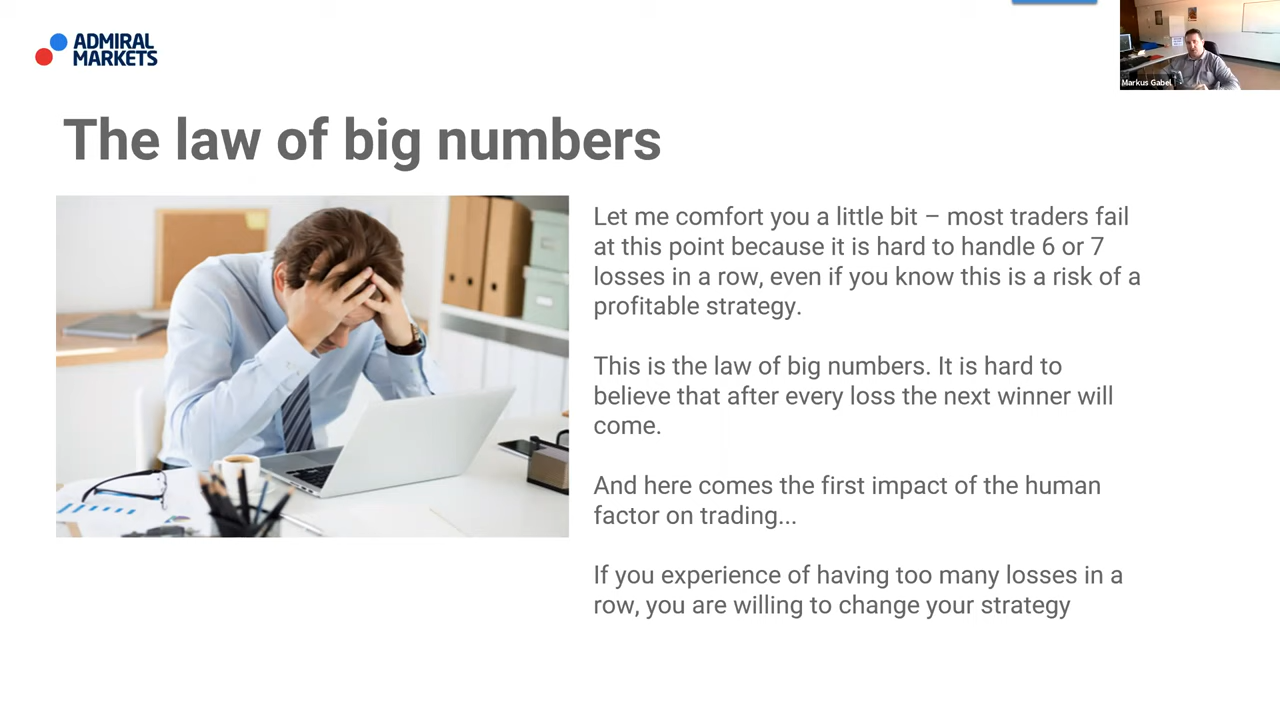 ADMIRAL
MARKETS
Markus Gabel
The law of big numbers
Let me comfort you a little bit – most traders fail
at this point because it is hard to handle 6 or 7
losses in a row, even if you know this is a risk of a
profitable strategy.
This is the law of big numbers. It is hard to
believe that after every loss the next winner will
come.
And here comes the first impact of the human
factor on trading...
If you experience of having too many losses in a
row, you are willing to change your strategy